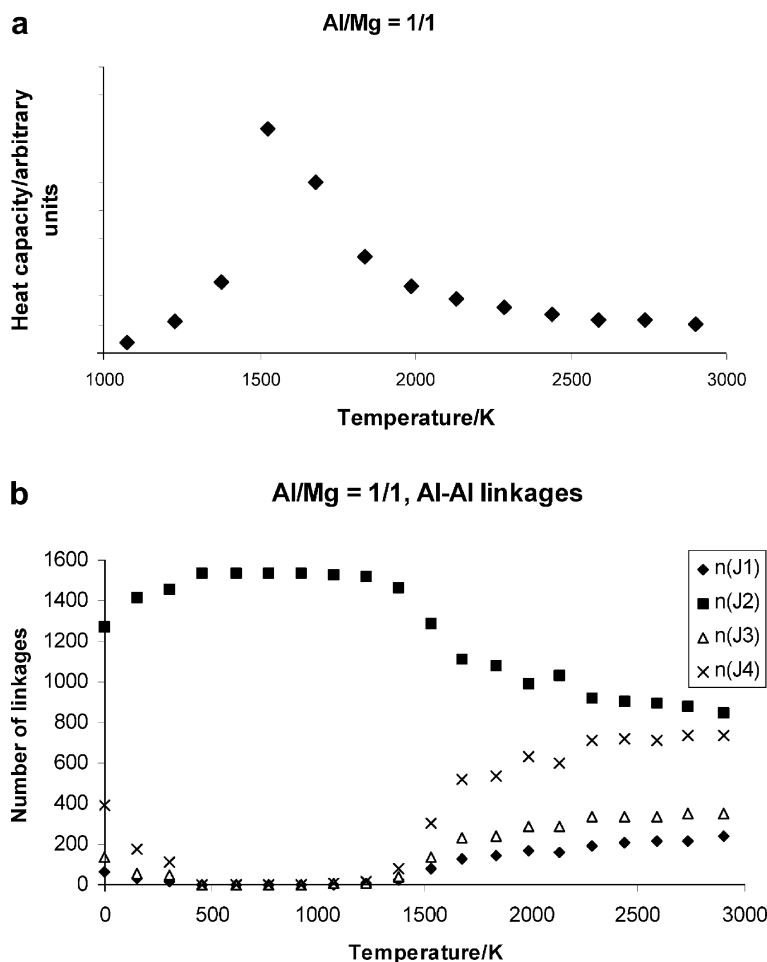 a
Al/Mg = 1/1
Heat capacity/arbitrary
units
1000
1500
2000
2500
3000
Temperature/K
b
Al/Mg = 1/1, Al-Al linkages
Number of linkages
1600
1400
1200
1000
800
600
400
200
0
0
500
1000
1500
2000
2500
3000
Temperature/K
n(J1)
n(J2)
n(J3)
n(J4)